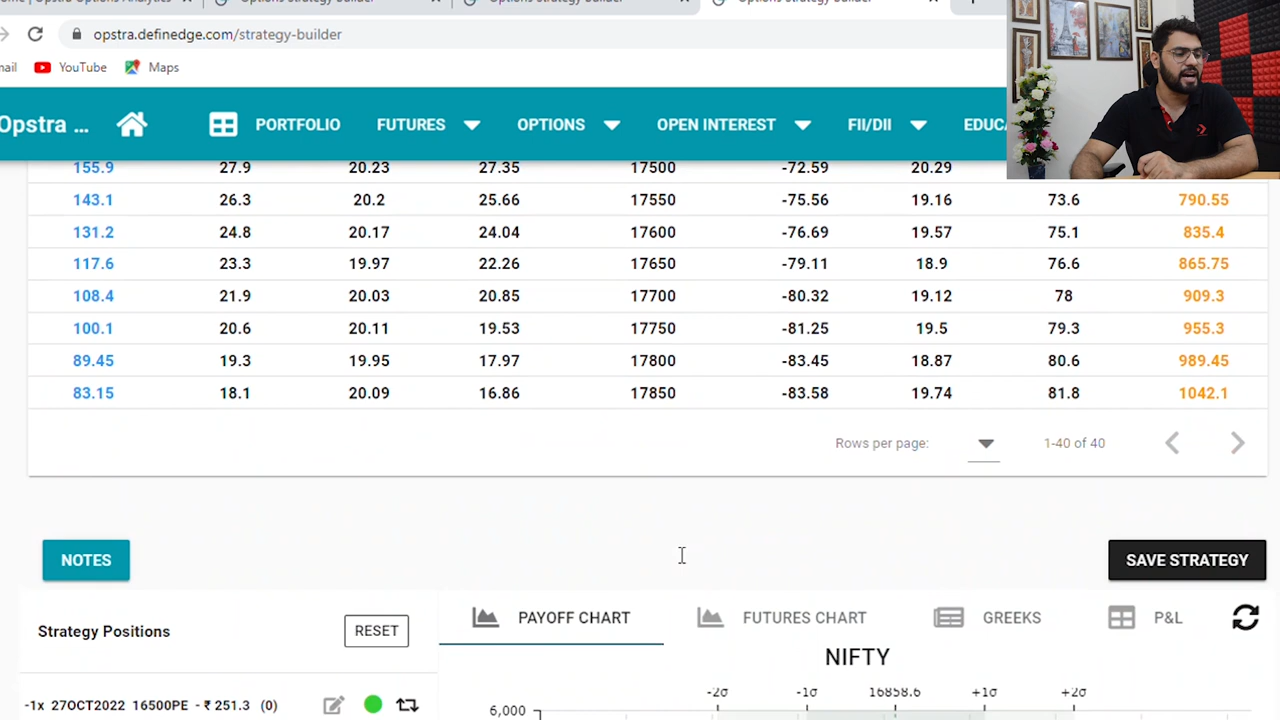 Options Strategy Builder
Options Strategy Builder
opstra.definedge.com/strategy-builder
YouTube
Maps
Opstra ...
PORTFOLIO
FUTURES
OPTIONS
OPEN INTEREST
FII/DII
155.9 27.9 20.23 27.35 17500 -72.59 20.29
143.1 26.3 20.2 25.66 17550 -75.56 19.16 73.6 790.55
131.2 24.8 20.17 24.04 17600 -76.69 19.57 75.1 835.4
117.6 23.3 19.97 22.26 17650 -79.11 18.9 76.6 865.75
108.4 21.9 20.03 20.85 17700 -80.32 19.12 78 909.3
100.1 20.6 20.11 19.53 17750 -81.25 19.5 79.3 955.3
89.45 19.3 19.95 17.97 17800 -83.45 18.87 80.6 989.45
83.15 18.1 20.09 16.86 17850 -83.58 19.74 81.8 1042.1
Rows per page: 1-40 of 40
NOTES
SAVE STRATEGY
Strategy Positions
RESET
PAYOFF CHART
FUTURES CHART
GREEKS
P&L
NIFTY
-1x 27OCT2022 16500PE - ₹ 251.3 (0)
-2σ -1σ 16858.6 +1σ +2σ
6,000